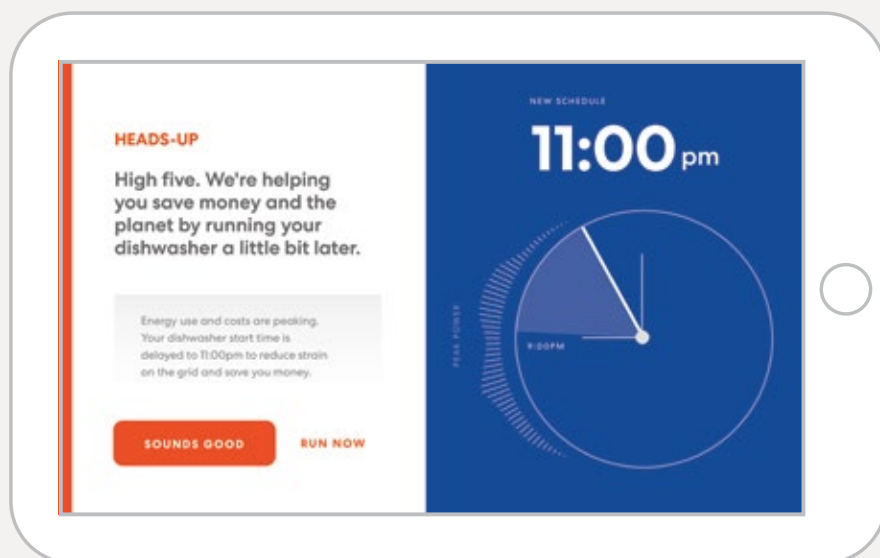 HEADS-UP
High five. We're helping
you save money and the
planet by running your
dishwasher a little bit later.
Energy use and costs are peaking.
Your dishwasher start time is
delayed to 11:00pm to reduce strain
on the grid and save you money.
SOUNDS GOOD
RUN NOW
NEW SCHEDULE
11:00 pm
PEAK POWER
9:00PM